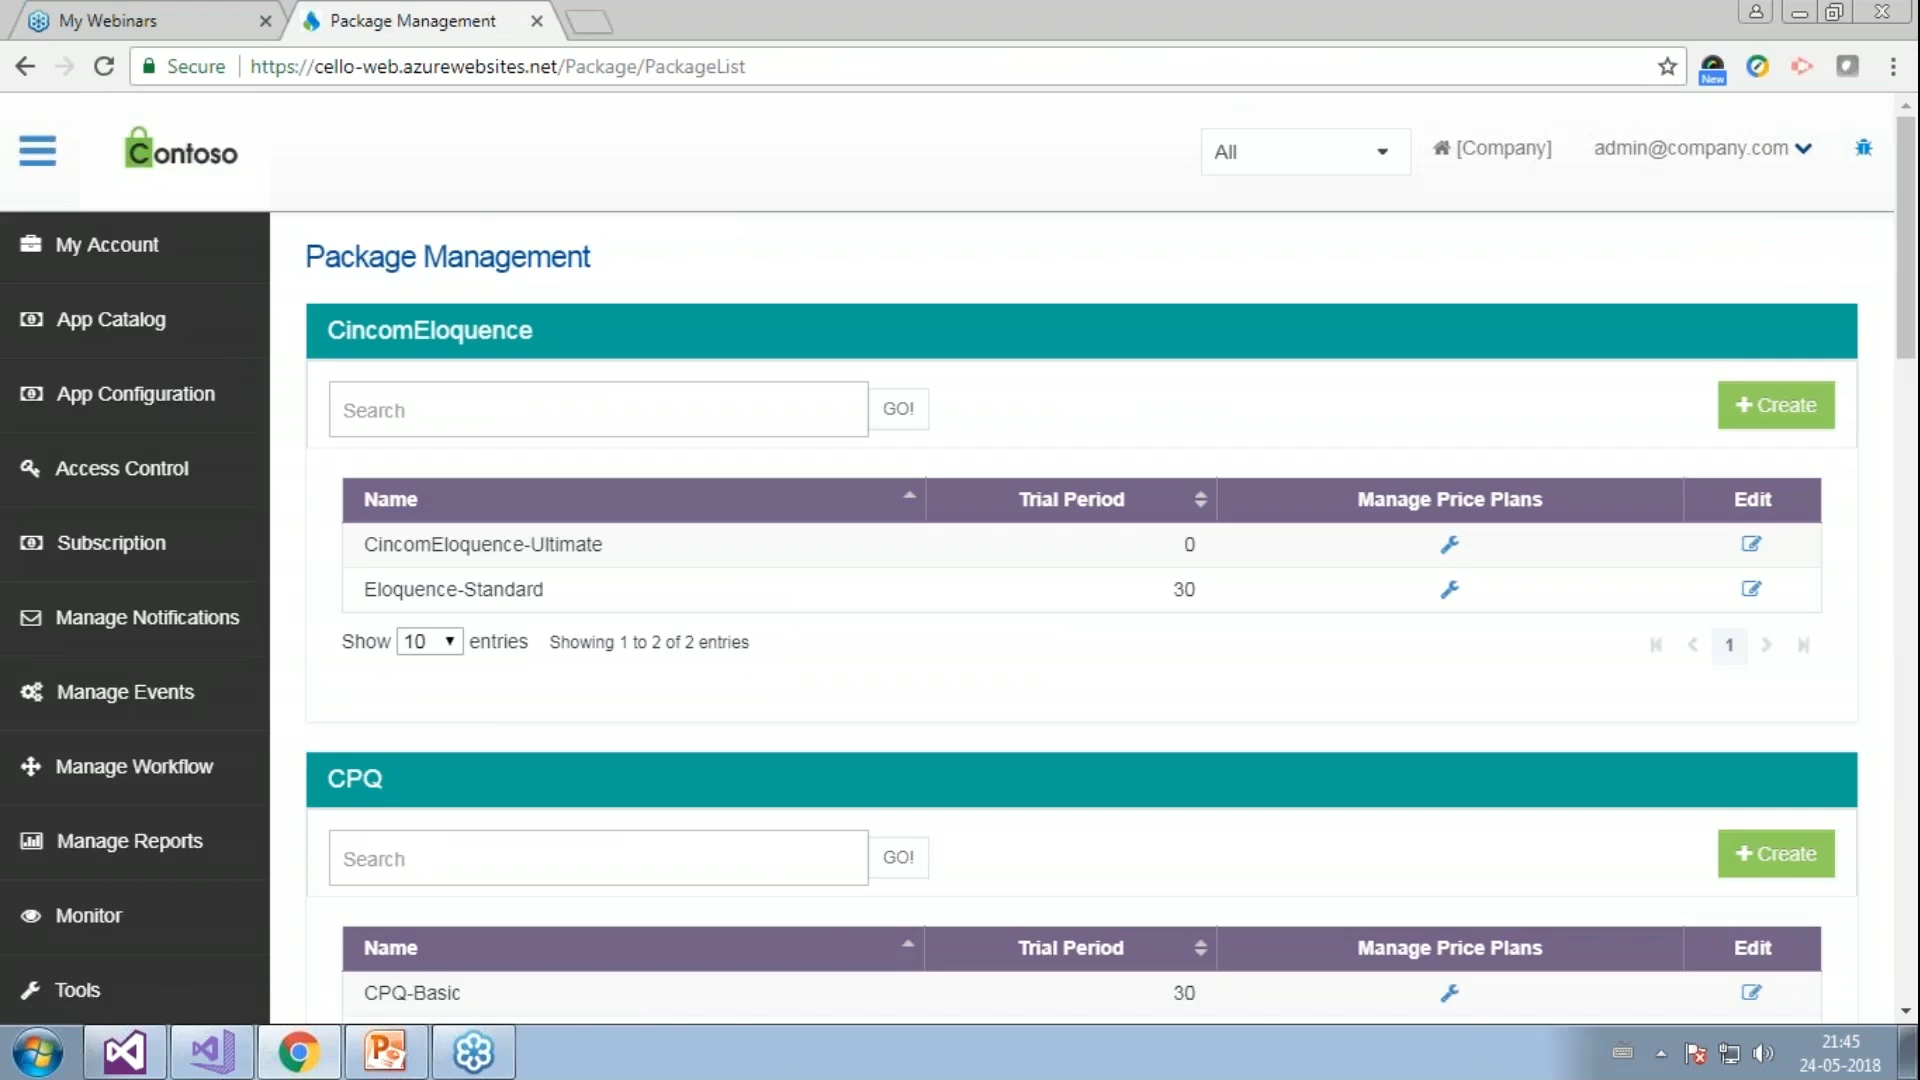 My Webinars
Package Management
Secure
https://cello-web.azurewebsites.net/Package/PackageList
New
Contoso
All
[Company]
admin@company.com
My Account
App Catalog
App Configuration
Access Control
Subscription
Manage Notifications
Manage Events
Manage Workflow
Manage Reports
Monitor
Tools
Package Management
CincomEloquence
Search
GO!
Create
Name Trial Period Manage Price Plans Edit
CincomEloquence-Ultimate 0
Eloquence-Standard 30
Show 10 entries Showing 1 to 2 of 2 entries
1
CPQ
Search
GO!
Create
Name Trial Period Manage Price Plans Edit
CPQ-Basic 30
21:45
24-05-2018